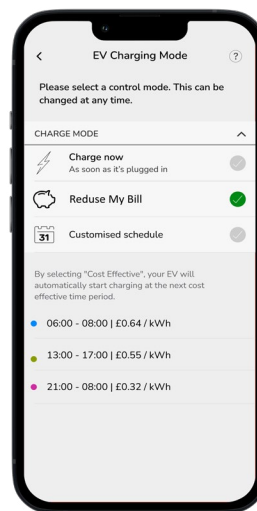 EV Charging Mode
?
Please select a control mode. This can be
changed at any time.
CHARGE MODE
Charge now
As soon as it's plugged in
Reduse My Bill
31
Customised schedule
By selecting "Cost Effective", your EV will
automatically start charging at the next cost
effective time period.
06:00 - 08:00 | £0.64 / kWh
13:00 - 17:00 | £0.55 / kWh
21:00 - 08:00 | £0.32 / kWh